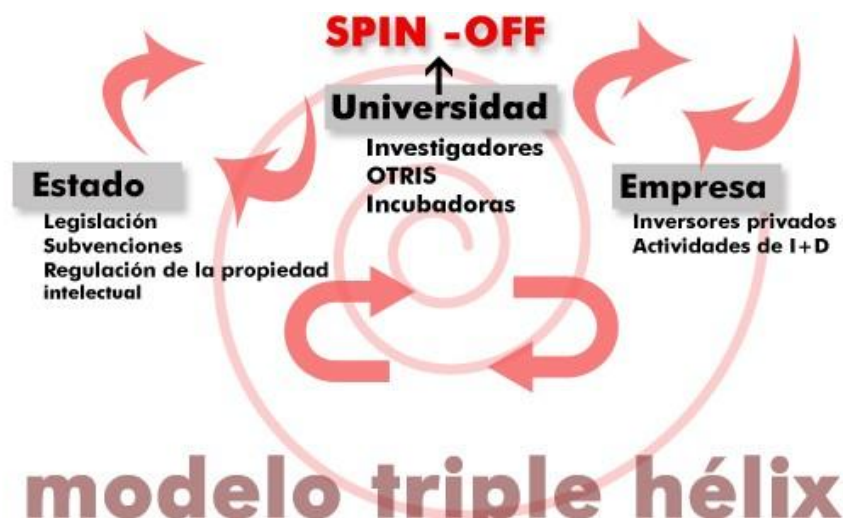 SPIN -OFF
Universidad
Investigadores
OTRIS
Incubadoras
Estado
Legislación
Subvenciones
Regulación de la propiedad
intelectual
Empresa
Inversores privados
Actividades de I+D
modelo triple hélix